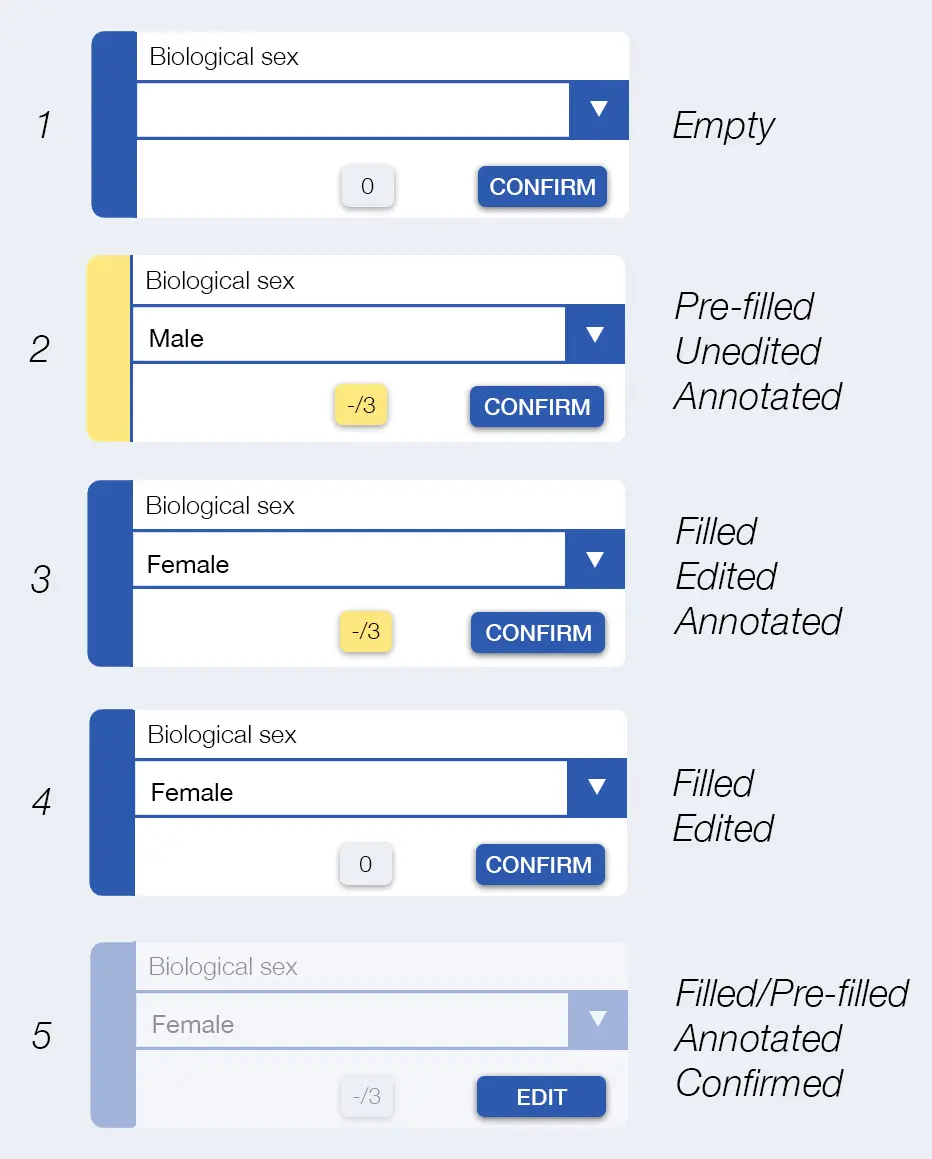 Biological sex
1
Empty
0
CONFIRM
Biological sex
2
Male
Pre-filled
Unedited
Annotated
-/3
CONFIRM
Biological sex
3
Female
Filled
Edited
Annotated
-/3
CONFIRM
Biological sex
4
Female
Filled
Edited
0
CONFIRM
Biological sex
5
Female
Filled/Pre-filled
Annotated
Confirmed
-/3
EDIT